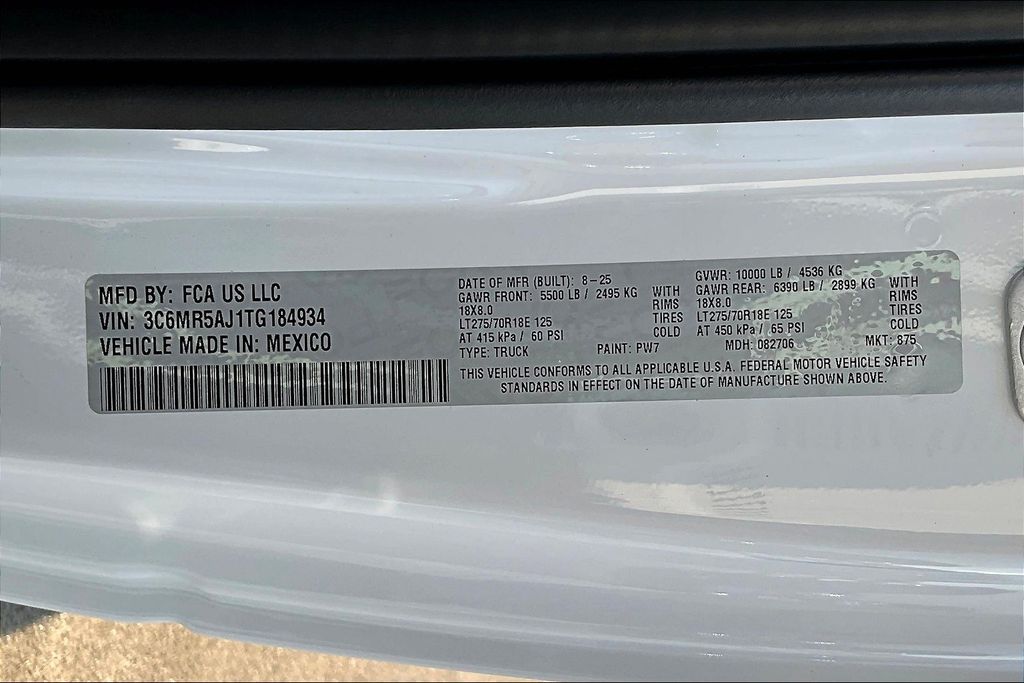 MFD BY: FCA US LLC
VIN: 3C6MR5AJ1TG184934
VEHICLE MADE IN: MEXICO
DATE OF MFR (BUILT): 8-25
GAWR FRONT: 5500 LB / 2495 KG WITH
18X8.0 RIMS
LT275/70R18E 125 TIRES
AT 415 kPa / 60 PSI COLD
TYPE: TRUCK PAINT: PW7
GVWR: 10000 LB / 4536 KG
GAWR REAR: 6390 LB / 2899 KG WITH
18X8.0 RIMS
LT275/70R18E 125 TIRES
AT 450 kPa / 65 PSI COLD
MDH: 082706 MKT: 875
THIS VEHICLE CONFORMS TO ALL APPLICABLE U.S.A. FEDERAL MOTOR VEHICLE SAFETY
STANDARDS IN EFFECT ON THE DATE OF MANUFACTURE SHOWN ABOVE.